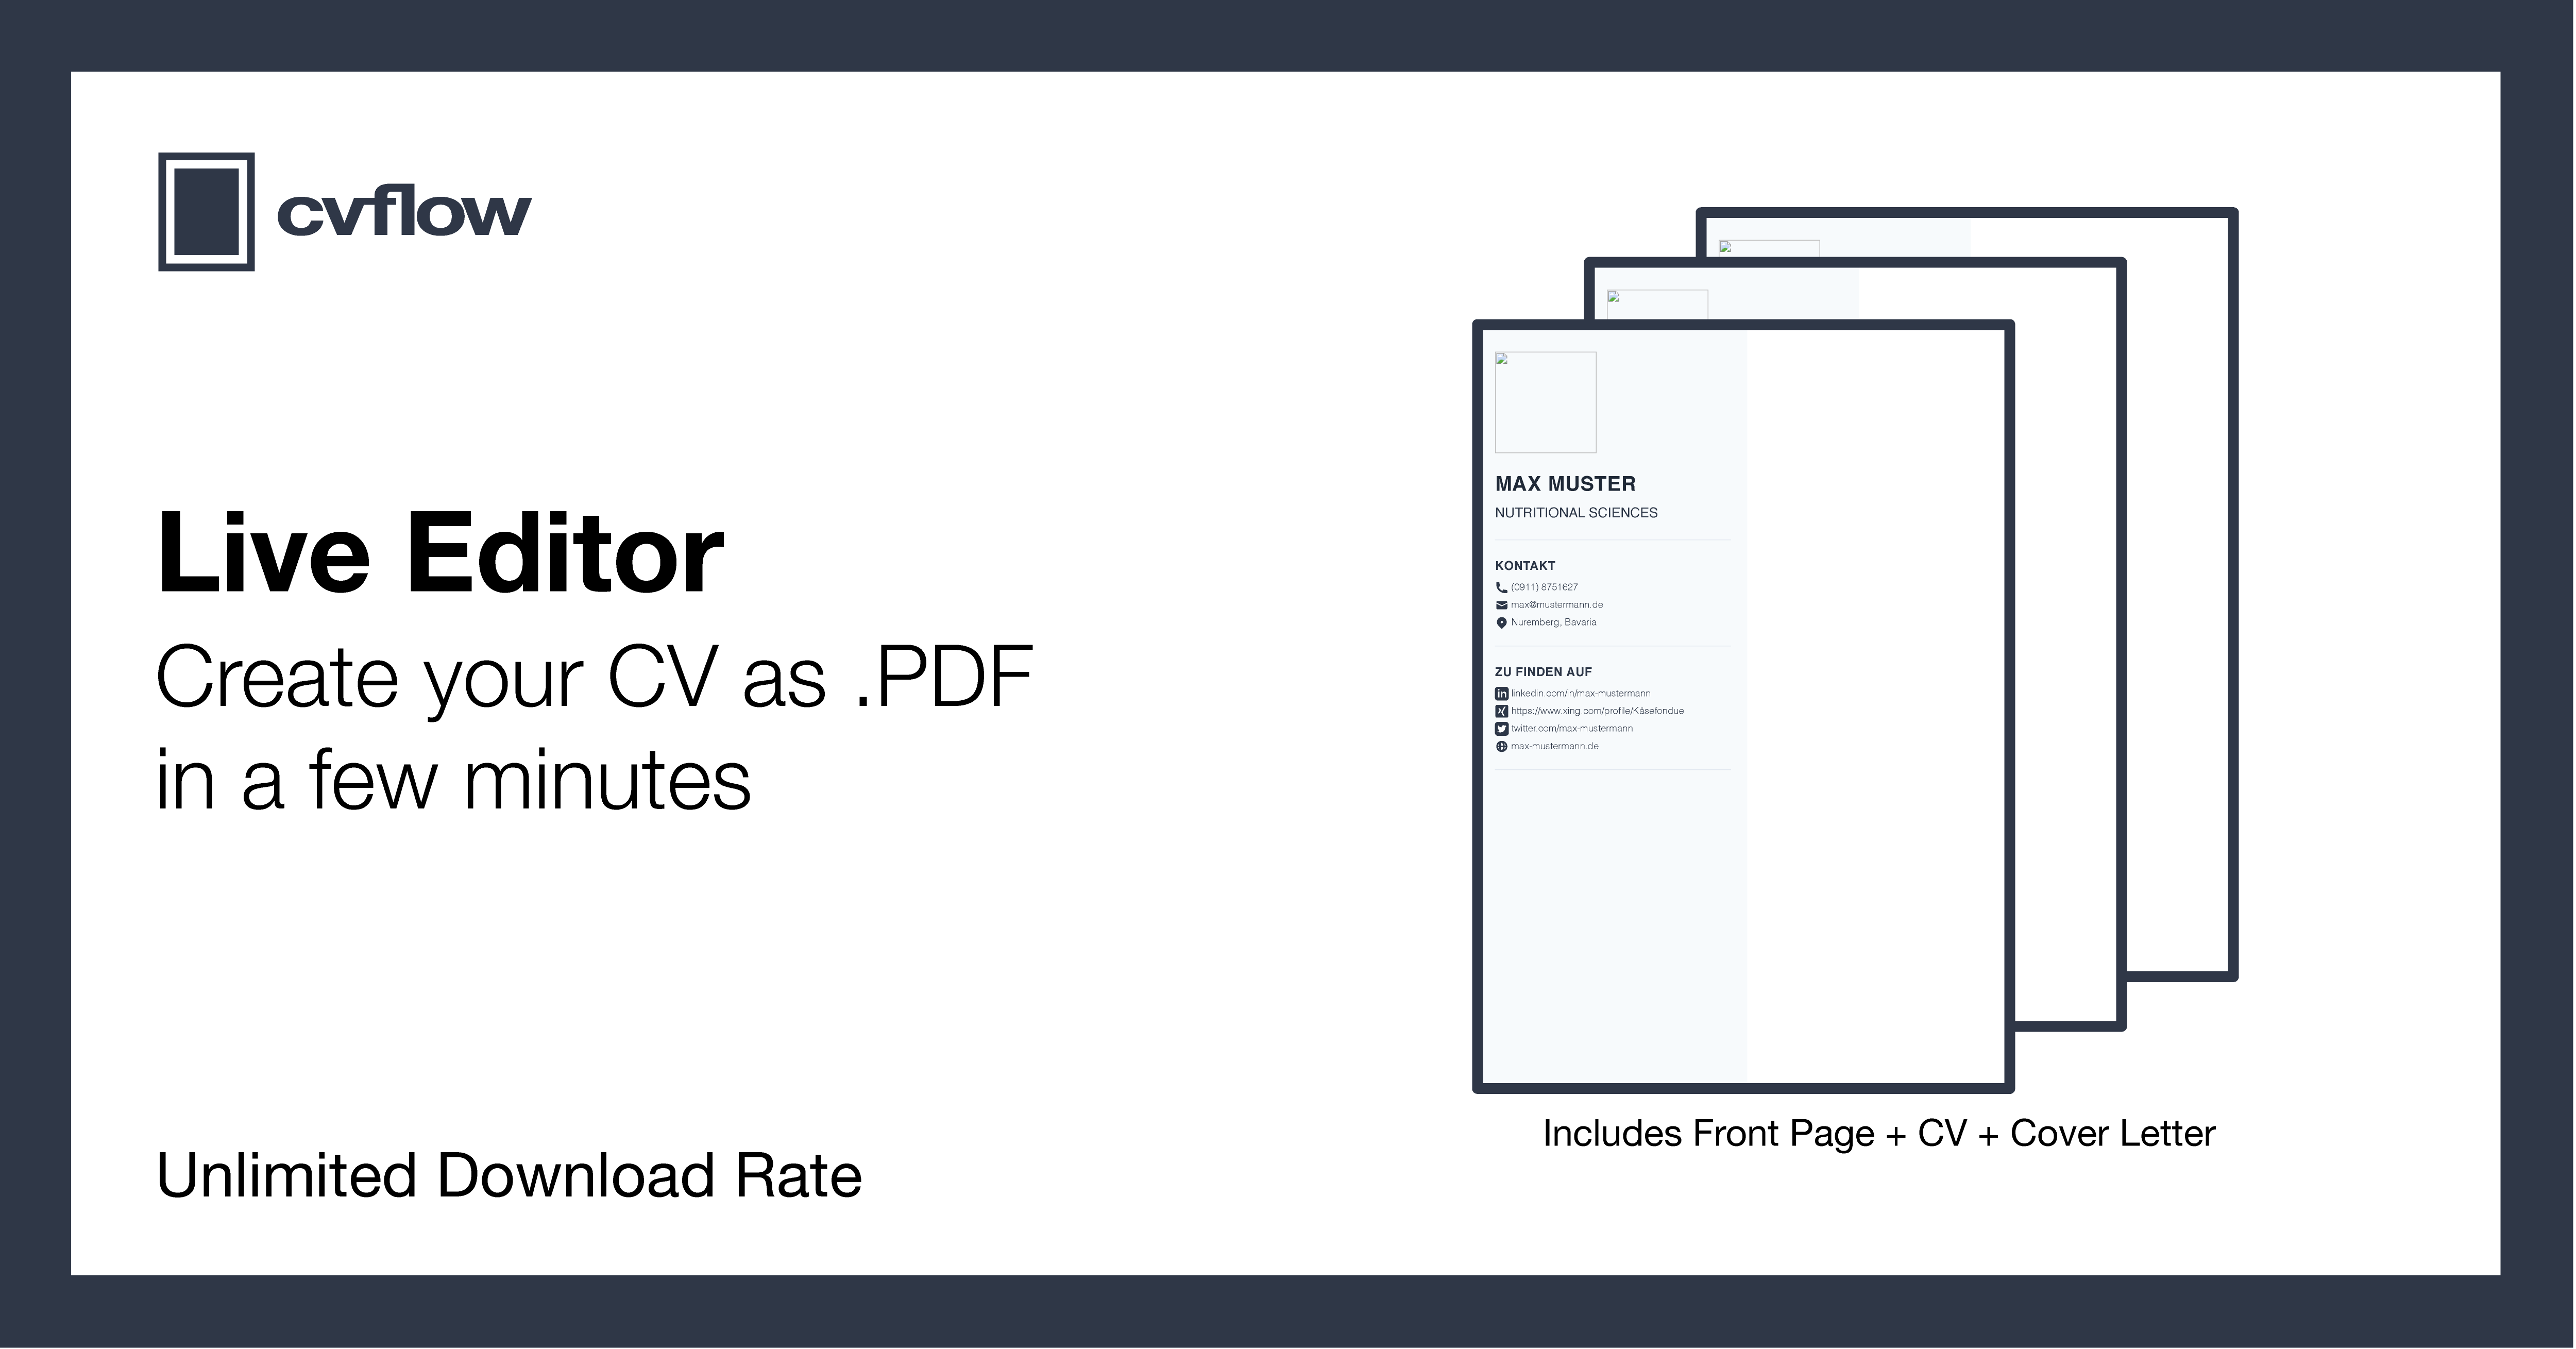 cvflow
Live Editor
Create your CV as .PDF
in a few minutes
Unlimited Download Rate
MAX MUSTER
NUTRITIONAL SCIENCES
KONTAKT
(0911) 8751627
max@mustermann.de
Nuremberg, Bavaria
ZU FINDEN AUF
linkedin.com/in/max-mustermann
https://www.xing.com/profile/Käsefondue
twitter.com/max-mustermann
max-mustermann.de
Includes Front Page + CV + Cover Letter